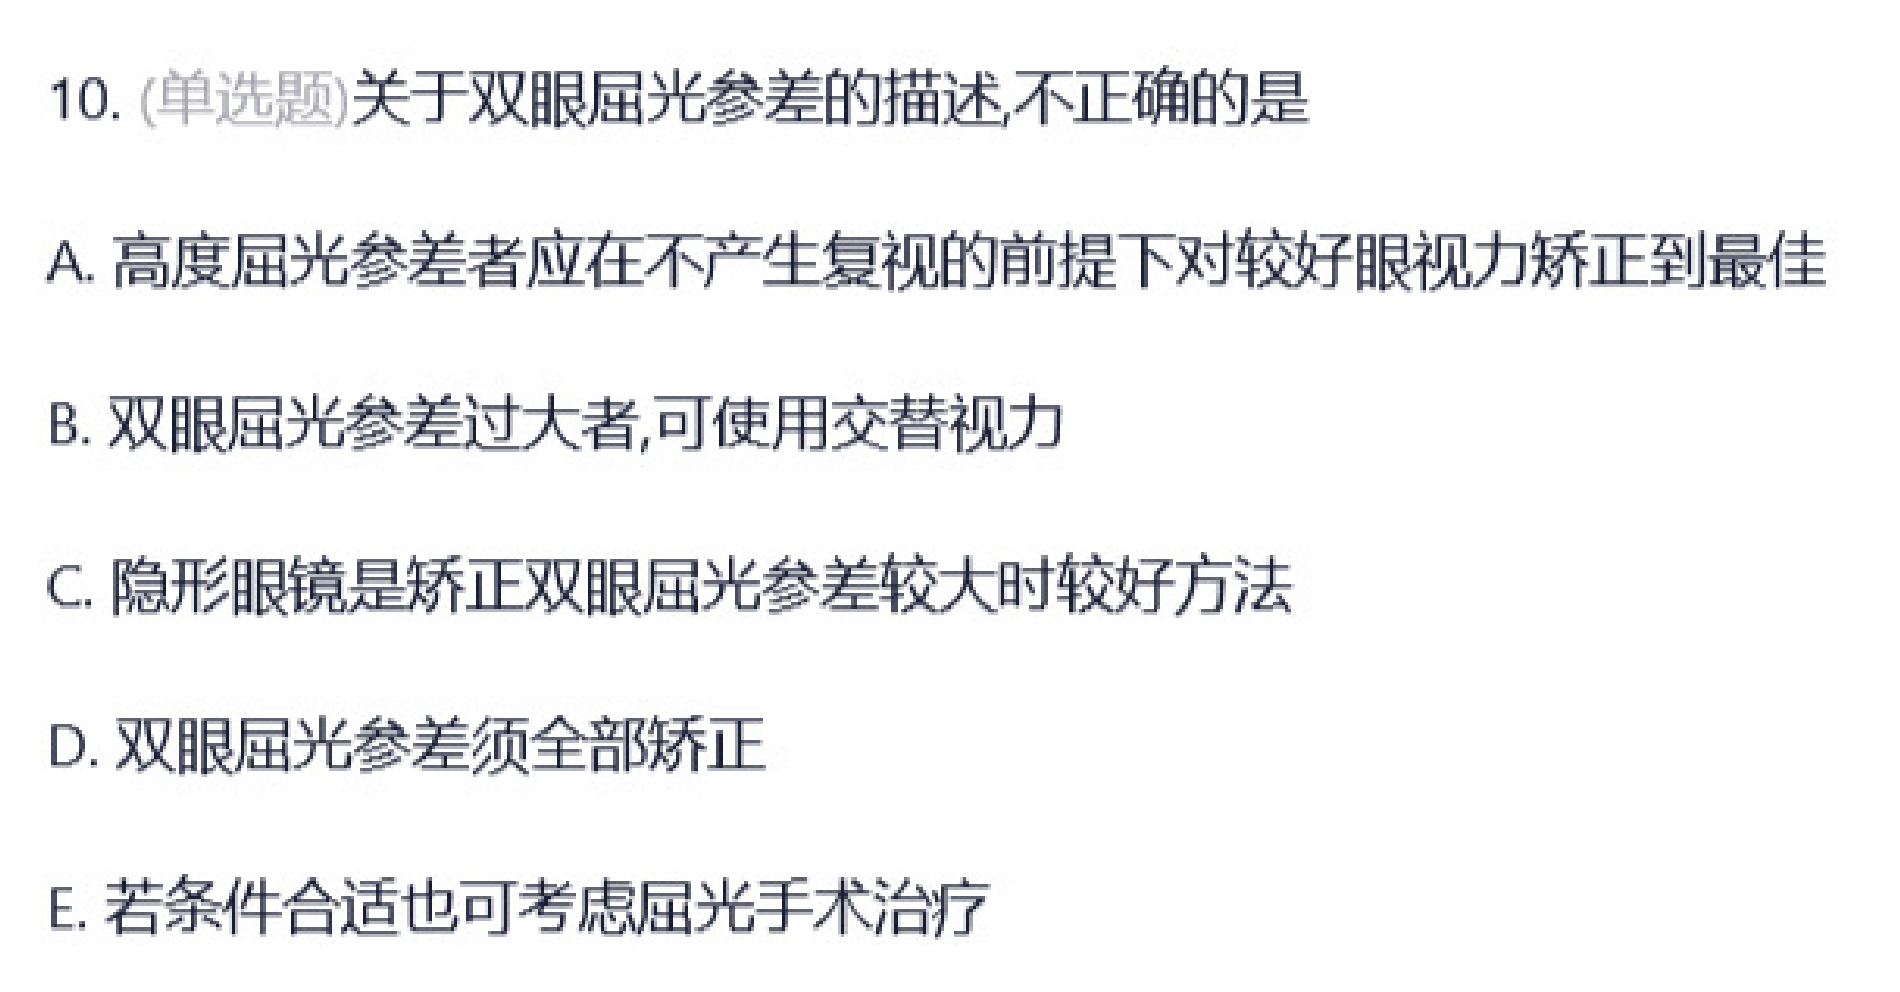 10. (单选题)关于双眼屈光参差的描述,不正确的是
A. 高度屈光参差者应在不产生复视的前提下对较好眼视力矫正到最佳
B. 双眼屈光参差过大者,可使用交替视力
C. 隐形眼镜是矫正双眼屈光参差较大时较好方法
D. 双眼屈光参差须全部矫正
E. 若条件合适也可考虑屈光手术治疗